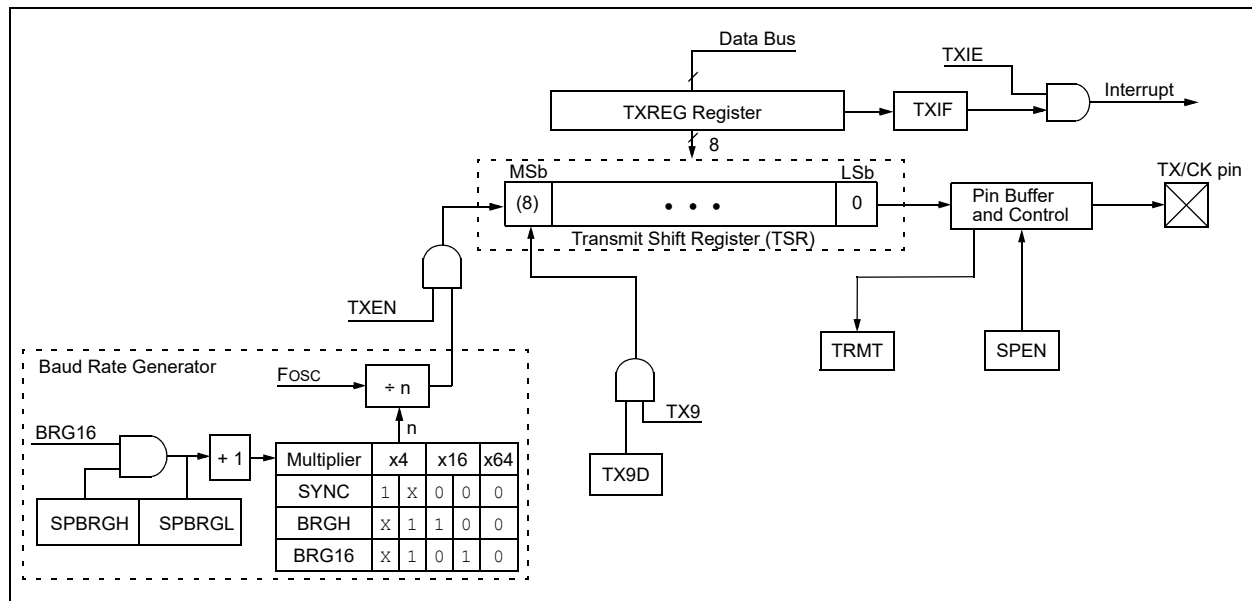 Data Bus
TXIE
Interrupt
TXREG Register
TXIF
8
MSb
LSb
TX/CK pin
(8)
• • •
0
Pin Buffer
and Control
Transmit Shift Register (TSR)
TXEN
TRMT
SPEN
Baud Rate Generator
FOSC
÷ n
TX9
n
BRG16
+ 1
Multiplier x4 x16 x64
TX9D
SYNC 1 X 0 0 0
SPBRGH SPBRGL
BRGH X 1 1 0 0
BRG16 X 1 0 1 0